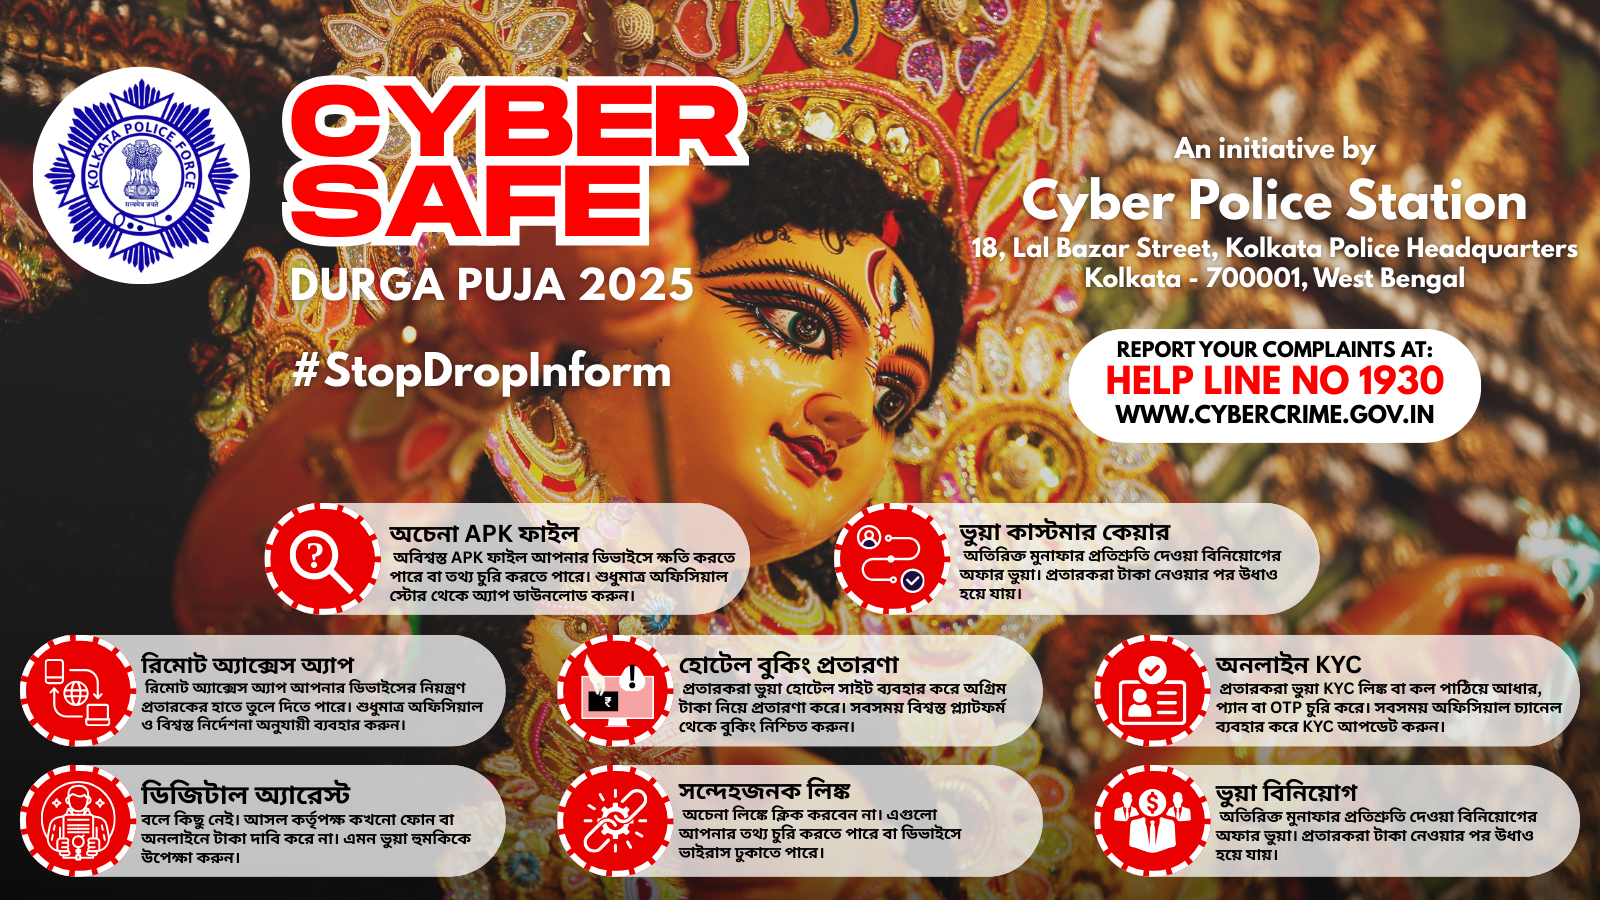 KOLKATA POLICE FORCE
सत्यमेव जयते
CYBER
SAFE
DURGA PUJA 2025
#StopDropInform
An initiative by
Cyber Police Station
18, Lal Bazar Street, Kolkata Police Headquarters
Kolkata - 700001, West Bengal
REPORT YOUR COMPLAINTS AT:
HELP LINE NO 1930
WWW.CYBERCRIME.GOV.IN
?
অচেনা APK ফাইল
অবিশ্বস্ত APK ফাইল আপনার ডিভাইসে ক্ষতি করতে
পারে বা তথ্য চুরি করতে পারে। শুধুমাত্র অফিসিয়াল
স্টোর থেকে অ্যাপ ডাউনলোড করুন।
ভুয়া কাস্টমার কেয়ার
অতিরিক্ত মুনাফার প্রতিশ্রুতি দেওয়া বিনিয়োগের
অফার ভুয়া। প্রতারকরা টাকা নেওয়ার পর উধাও
হয়ে যায়।
রিমোট অ্যাক্সেস অ্যাপ
রিমোট অ্যাক্সেস অ্যাপ আপনার ডিভাইসের নিয়ন্ত্রণ
প্রতারকের হাতে তুলে দিতে পারে। শুধুমাত্র অফিসিয়াল
ও বিশ্বস্ত নির্দেশনা অনুযায়ী ব্যবহার করুন।
!
₹
হোটেল বুকিং প্রতারণা
প্রতারকরা ভুয়া হোটেল সাইট ব্যবহার করে অগ্রিম
টাকা নিয়ে প্রতারণা করে। সবসময় বিশ্বস্ত প্ল্যাটফর্ম
থেকে বুকিং নিশ্চিত করুন।
অনলাইন KYC
প্রতারকরা ভুয়া KYC লিঙ্ক বা কল পাঠিয়ে আধার,
প্যান বা OTP চুরি করে। সবসময় অফিসিয়াল চ্যানেল
ব্যবহার করে KYC আপডেট করুন।
ডিজিটাল অ্যারেস্ট
বলে কিছু নেই। আসল কর্তৃপক্ষ কখনো ফোন বা
অনলাইনে টাকা দাবি করে না। এমন ভুয়া হুমকিকে
উপেক্ষা করুন।
সন্দেহজনক লিঙ্ক
অচেনা লিঙ্কে ক্লিক করবেন না। এগুলো
আপনার তথ্য চুরি করতে পারে বা ডিভাইসে
ভাইরাস ঢুকাতে পারে।
$
ভুয়া বিনিয়োগ
অতিরিক্ত মুনাফার প্রতিশ্রুতি দেওয়া বিনিয়োগের
অফার ভুয়া। প্রতারকরা টাকা নেওয়ার পর উধাও
হয়ে যায়।